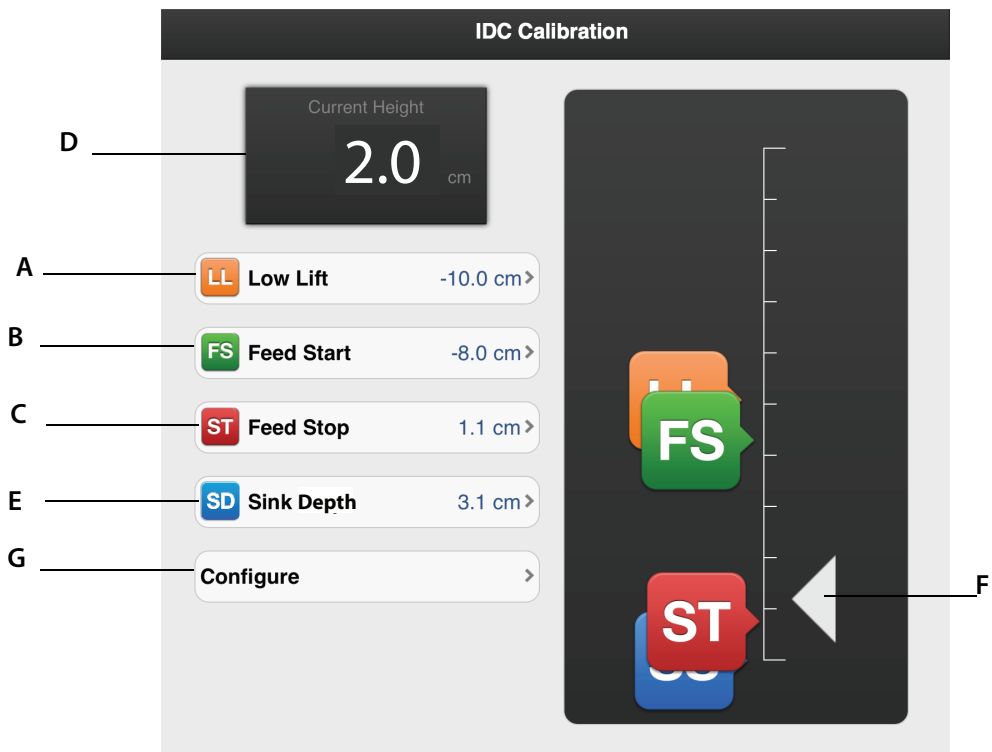 IDC Calibration
Current Height
D
2.0 cm
A
LL Low Lift -10.0 cm
B
FS Feed Start -8.0 cm
C
ST Feed Stop 1.1 cm
E
SD Sink Depth 3.1 cm
G
Configure
FS
ST
F